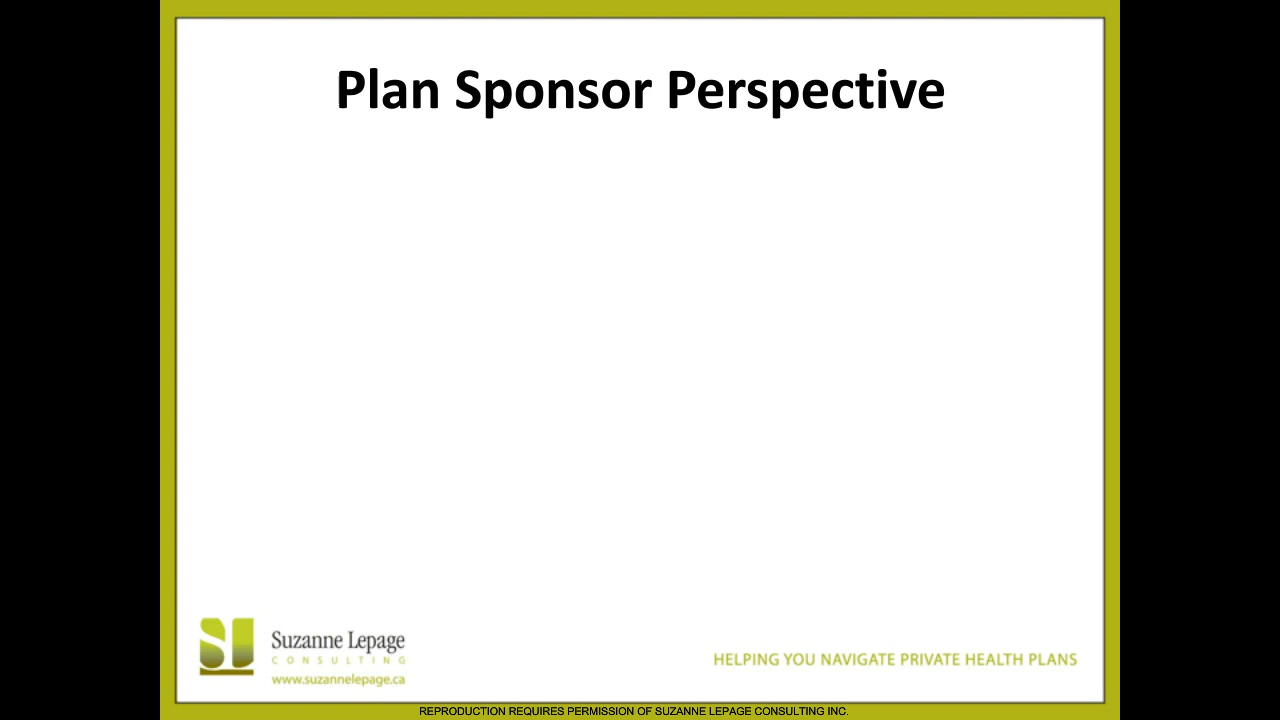 Plan Sponsor Perspective
SL
Suzanne Lepage
CONSULTING
www.suzannelepage.ca
HELPING YOU NAVIGATE PRIVATE HEALTH PLANS
REPRODUCTION REQUIRES PERMISSION OF SUZANNE LEPAGE CONSULTING INC.